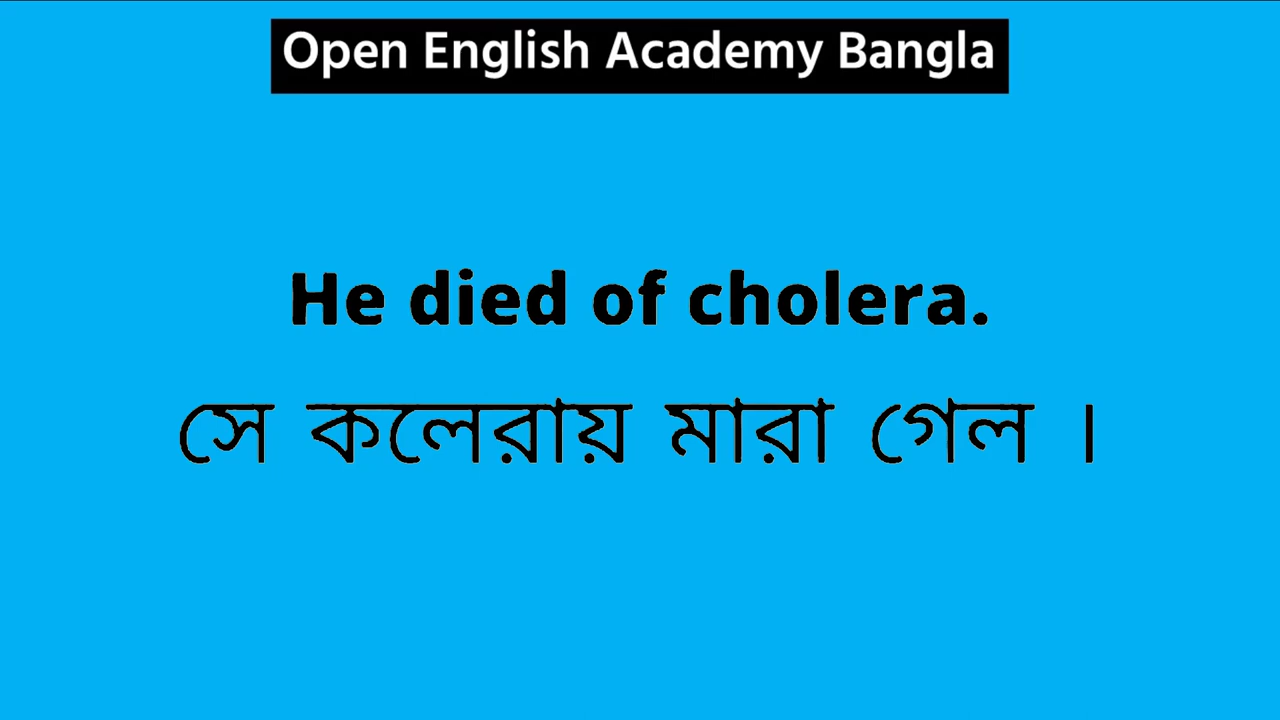 Open English Academy Bangla
He died of cholera.
সে কলেরায় মারা গেল ।